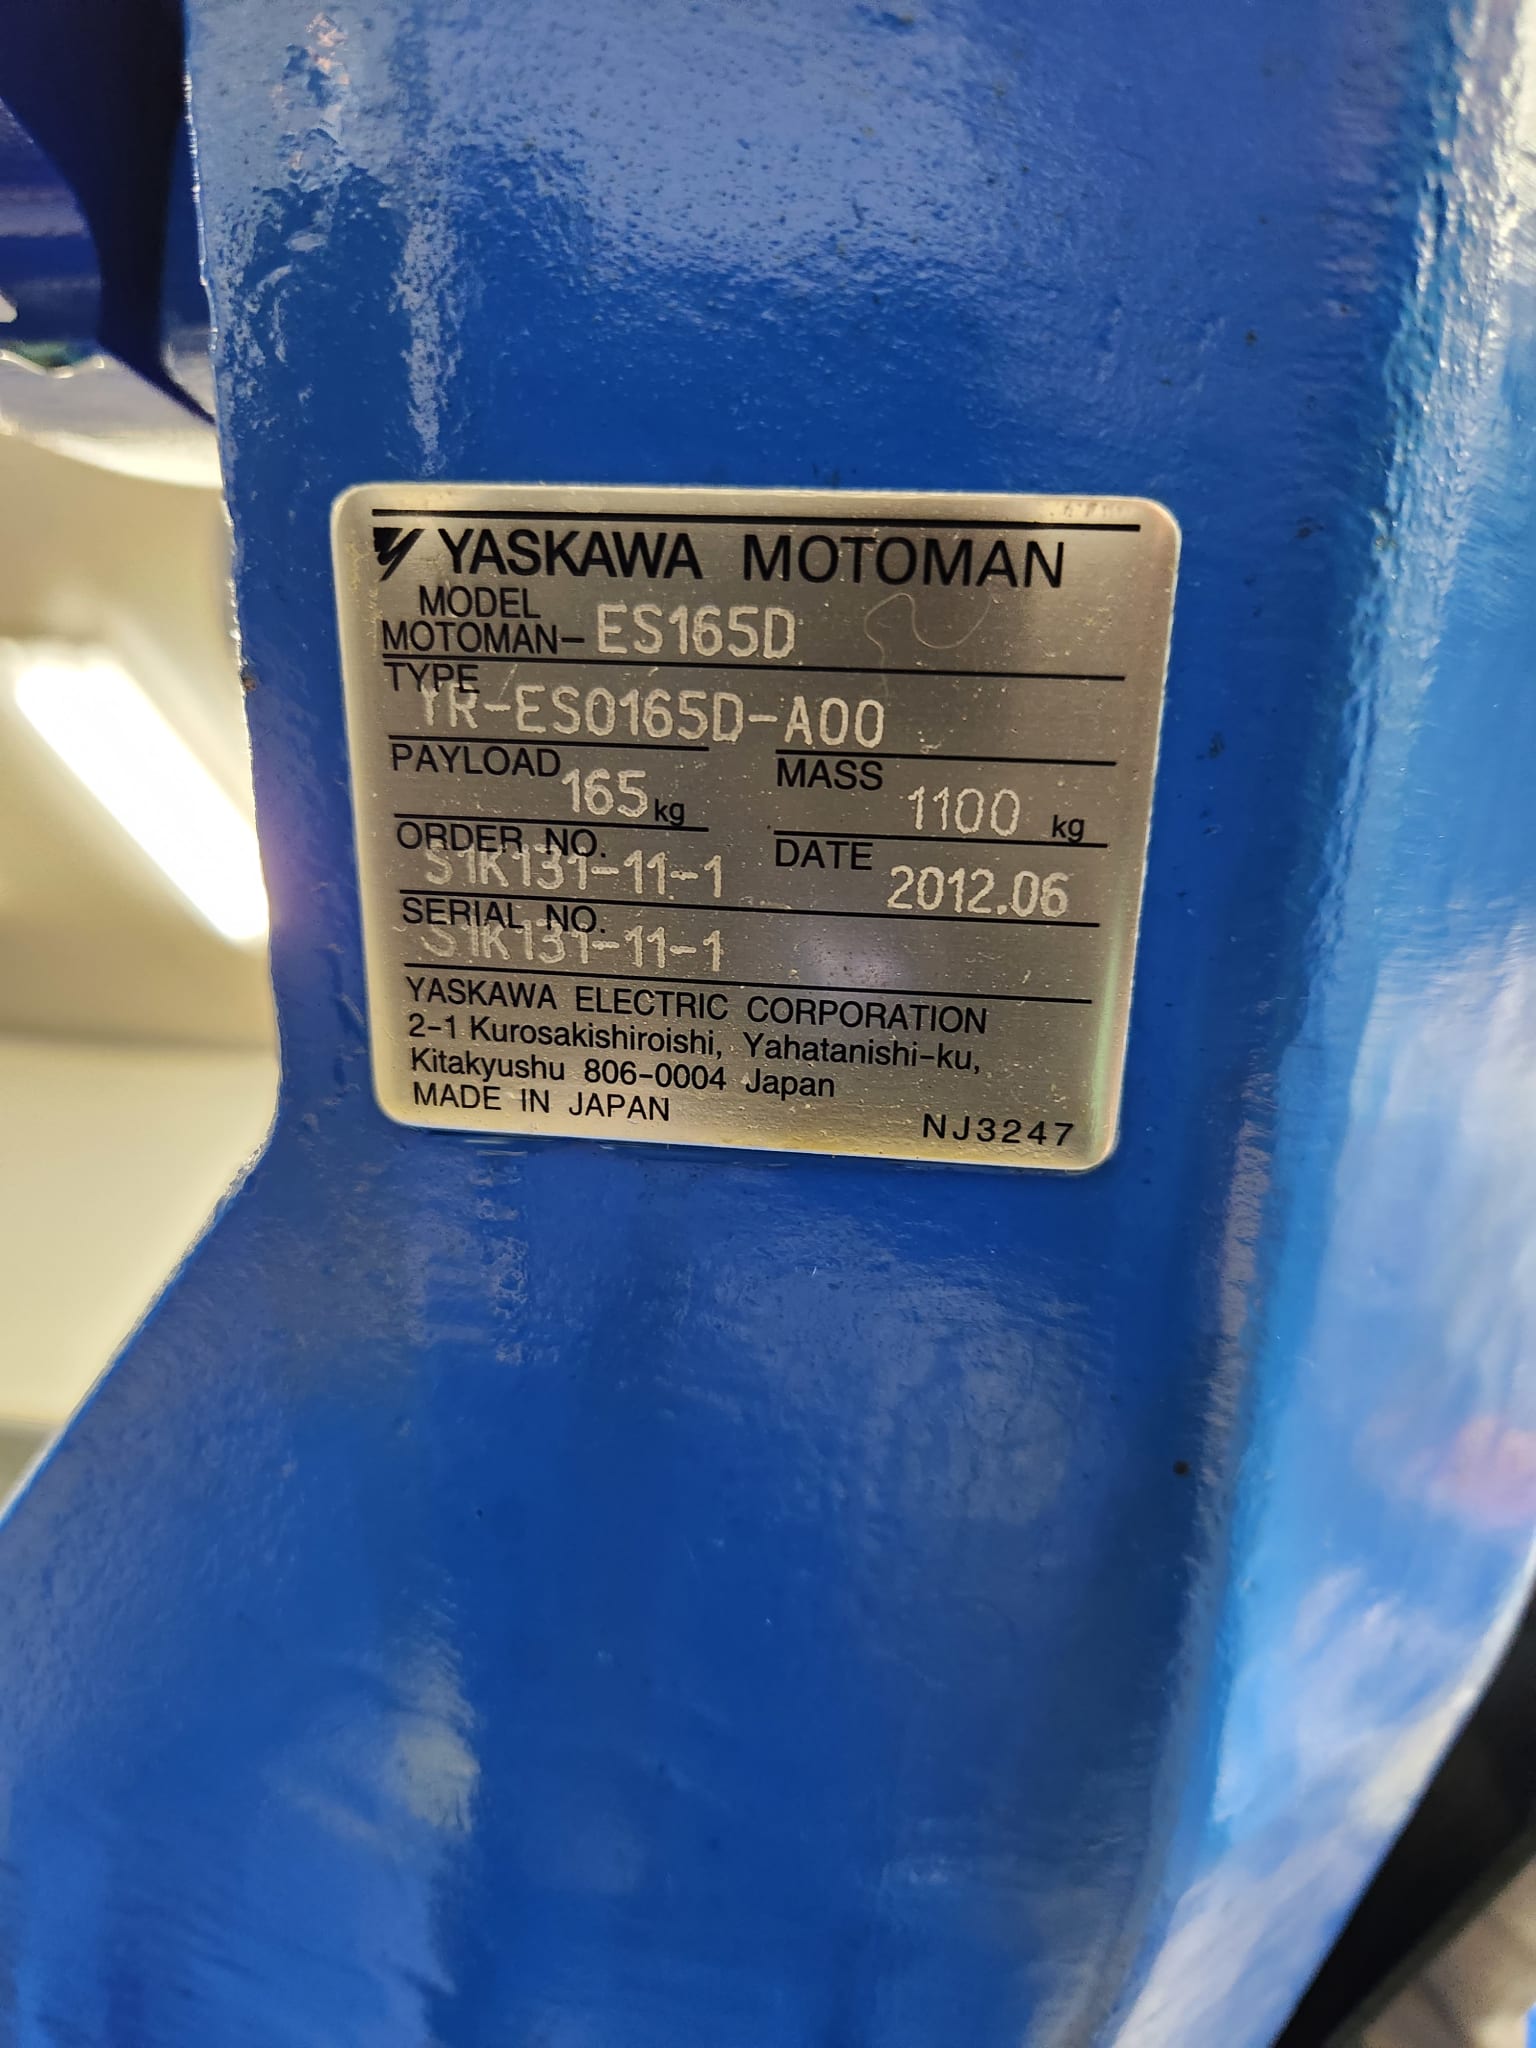 YASKAWA MOTOMAN
MODEL
MOTOMAN- ES165D
TYPE
YR-ES0165D-A00
PAYLOAD 165 kg
MASS 1100 kg
ORDER NO.
S1K131-11-1
DATE 2012.06
SERIAL NO.
S1K131-11-1
YASKAWA ELECTRIC CORPORATION
2-1 Kurosakishiroishi, Yahatanishi-ku,
Kitakyushu 806-0004 Japan
MADE IN JAPAN
NJ3247